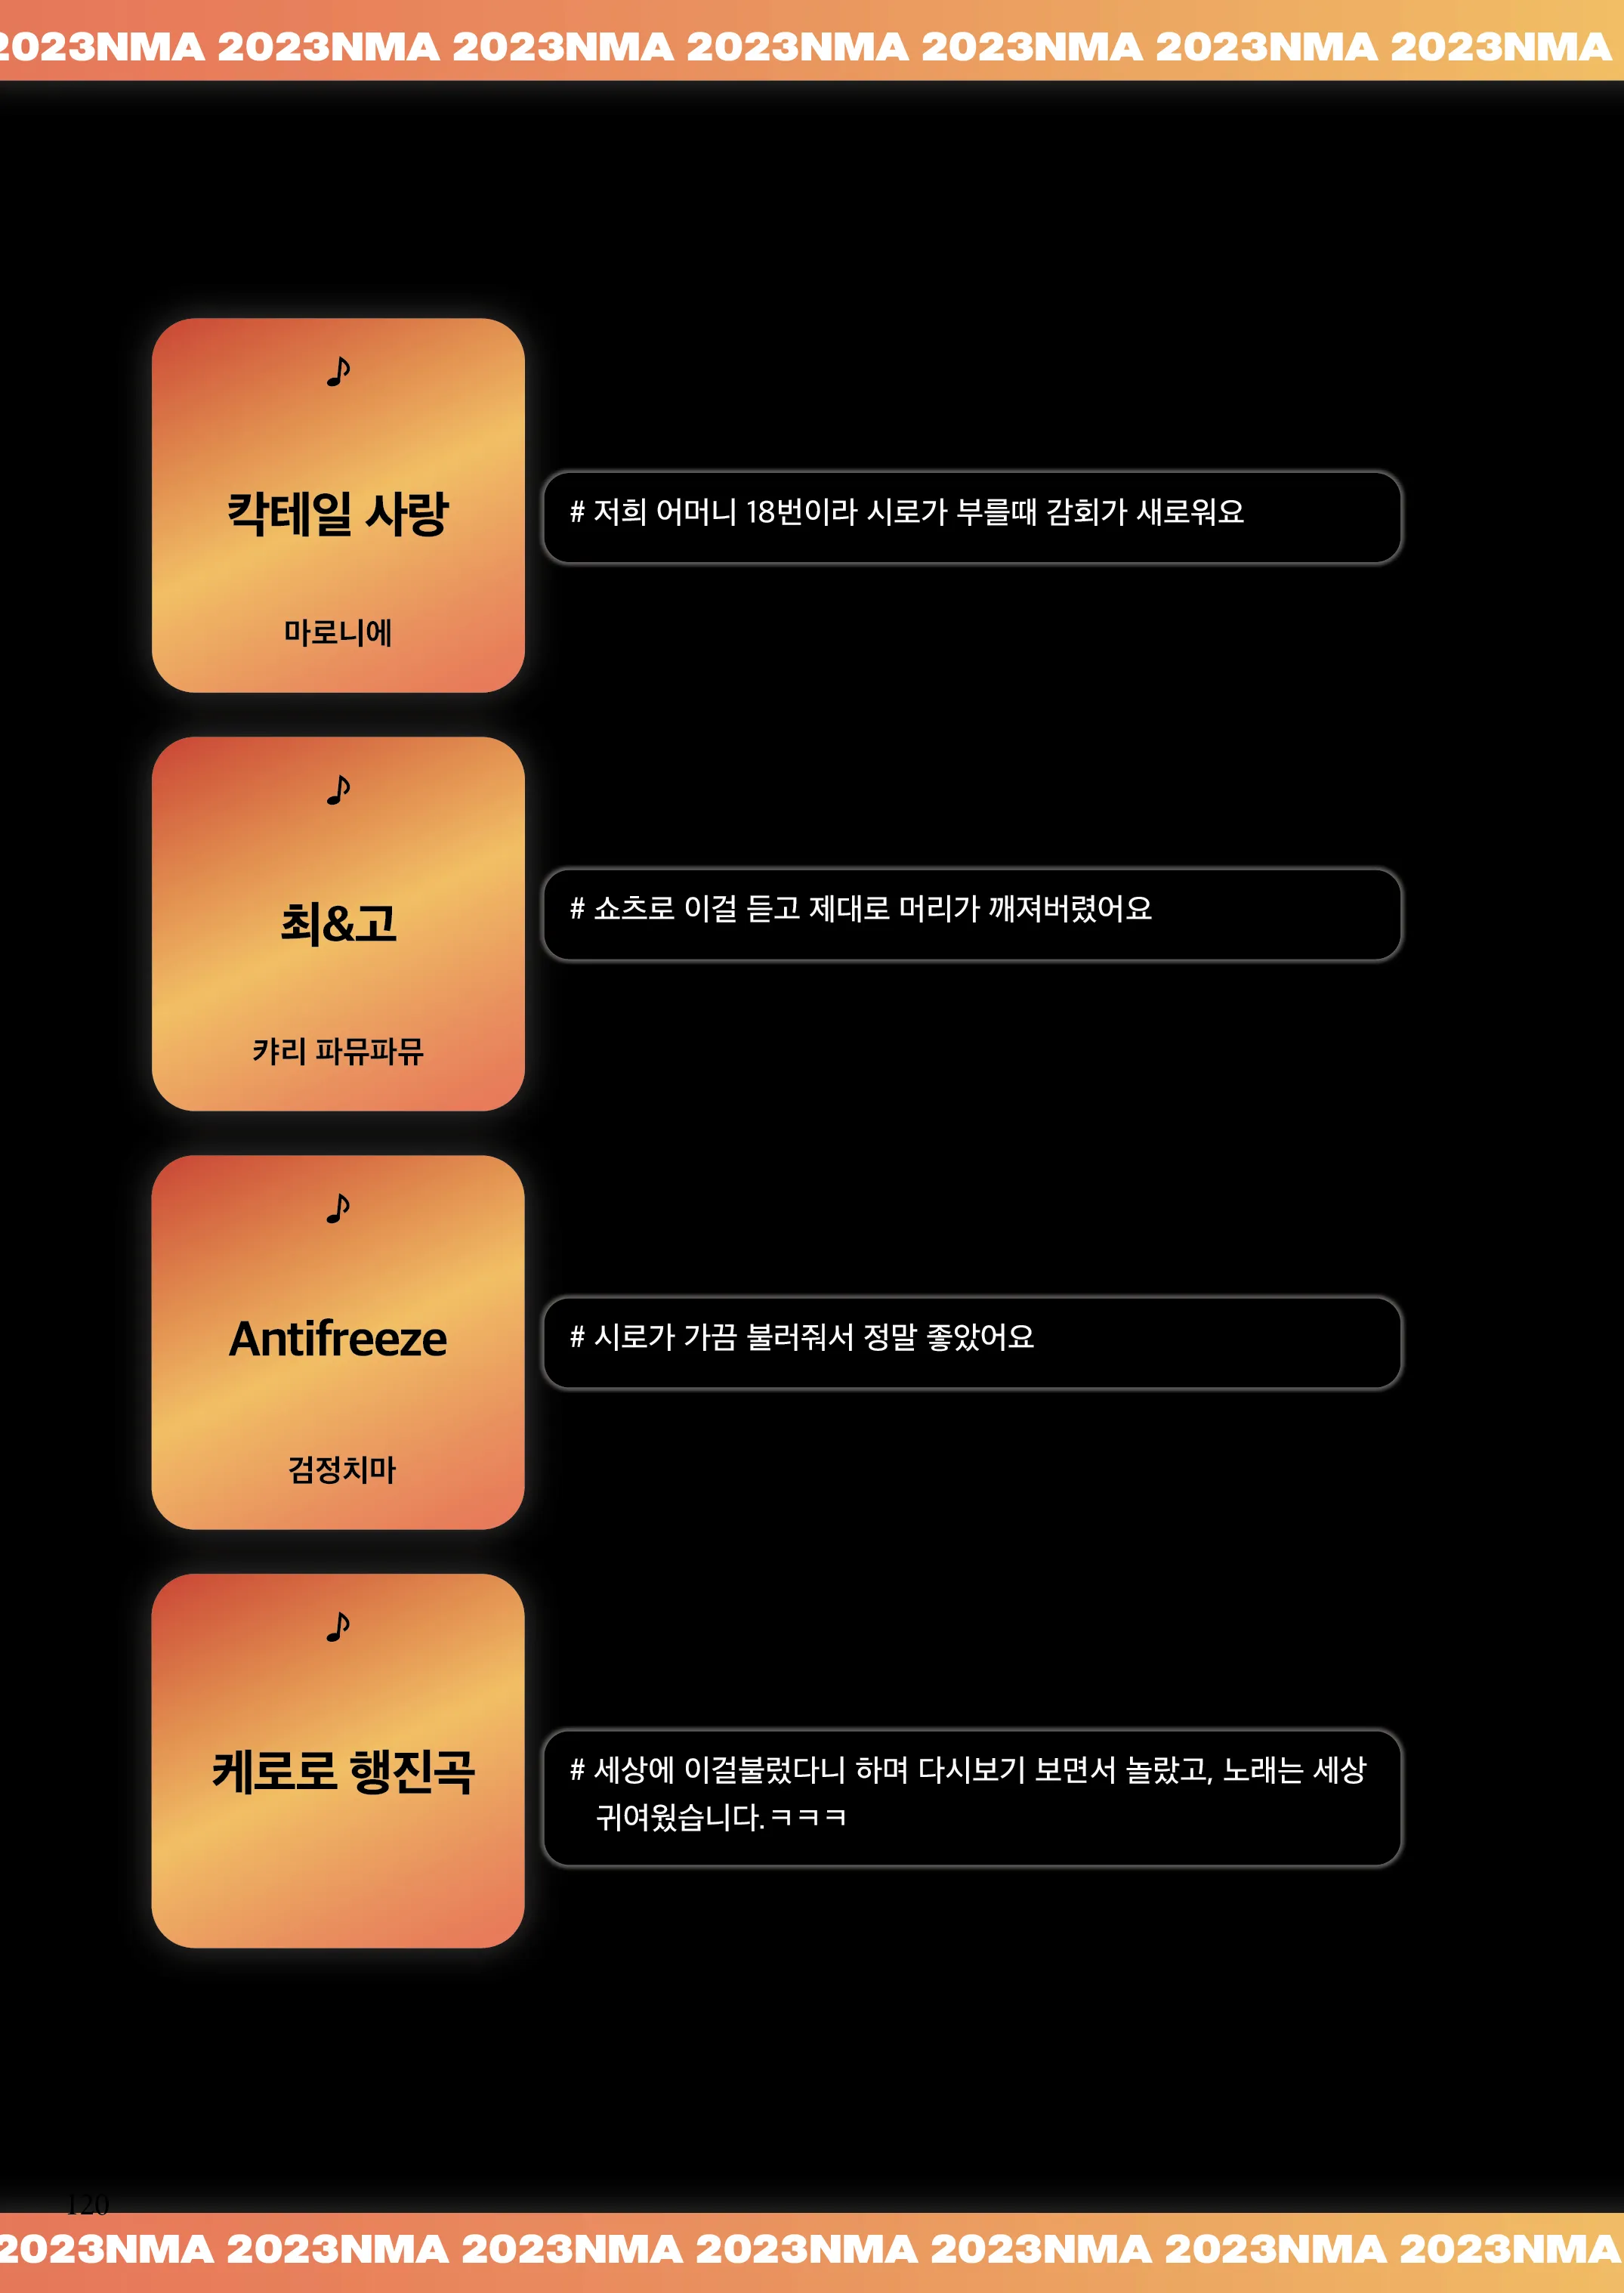 2023NMA 2023NMA 2023NMA 2023NMA 2023NMA 2023NMA 2023NMA
♪
칵테일 사랑
마로니에
# 저희 어머니 18번이라 시로가 부를때 감회가 새로워요
♪
최&고
캬리 파뮤파뮤
# 쇼츠로 이걸 듣고 제대로 머리가 깨져버렸어요
♪
Antifreeze
검정치마
# 시로가 가끔 불러줘서 정말 좋았어요
♪
케로로 행진곡
# 세상에 이걸불렀다니 하며 다시보기 보면서 놀랐고, 노래는 세상
귀여웠습니다.ㅋㅋㅋ
120
2023NMA 2023NMA 2023NMA 2023NMA 2023NMA 2023NMA 2023NMA